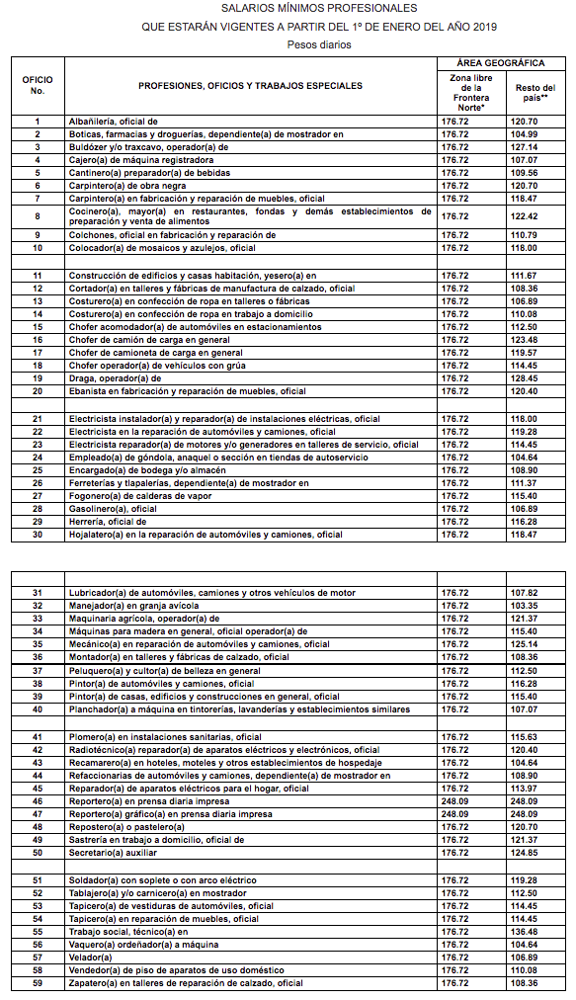 SALARIOS MÍNIMOS PROFESIONALES
QUE ESTARÁN VIGENTES A PARTIR DEL 1º DE ENERO DEL AÑO 2019
Pesos diarios
OFICIO No. PROFESIONES, OFICIOS Y TRABAJOS ESPECIALES ÁREA GEOGRÁFICA
Zona libre de la Frontera Norte* Resto del país**
1 Albañilería, oficial de 176.72 120.70
2 Boticas, farmacias y droguerías, dependiente(a) de mostrador en 176.72 104.99
3 Buldózer y/o traxcavo, operador(a) de 176.72 127.14
4 Cajero(a) de máquina registradora 176.72 107.07
5 Cantinero(a) preparador(a) de bebidas 176.72 109.56
6 Carpintero(a) de obra negra 176.72 120.70
7 Carpintero(a) en fabricación y reparación de muebles, oficial 176.72 118.47
8 Cocinero(a), mayor(a) en restaurantes, fondas y demás establecimientos de preparación y venta de alimentos 176.72 122.42
9 Colchones, oficial en fabricación y reparación de 176.72 110.79
10 Colocador(a) de mosaicos y azulejos, oficial 176.72 118.00
11 Construcción de edificios y casas habitación, yesero(a) en 176.72 111.67
12 Cortador(a) en talleres y fábricas de manufactura de calzado, oficial 176.72 108.36
13 Costurero(a) en confección de ropa en talleres o fábricas 176.72 106.89
14 Costurero(a) en confección de ropa en trabajo a domicilio 176.72 110.08
15 Chofer acomodador(a) de automóviles en estacionamientos 176.72 112.50
16 Chofer de camión de carga en general 176.72 123.48
17 Chofer de camioneta de carga en general 176.72 119.57
18 Chofer operador(a) de vehículos con grúa 176.72 114.45
19 Draga, operador(a) de 176.72 128.45
20 Ebanista en fabricación y reparación de muebles, oficial 176.72 120.40
21 Electricista instalador(a) y reparador(a) de instalaciones eléctricas, oficial 176.72 118.00
22 Electricista en la reparación de automóviles y camiones, oficial 176.72 119.28
23 Electricista reparador(a) de motores y/o generadores en talleres de servicio, oficial 176.72 114.45
24 Empleado(a) de góndola, anaquel o sección en tiendas de autoservicio 176.72 104.64
25 Encargado(a) de bodega y/o almacén 176.72 108.90
26 Ferreterías y tlapalerías, dependiente(a) de mostrador en 176.72 111.37
27 Fogonero(a) de calderas de vapor 176.72 115.40
28 Gasolinero(a), oficial 176.72 106.89
29 Herrería, oficial de 176.72 116.28
30 Hojalatero(a) en la reparación de automóviles y camiones, oficial 176.72 118.47
31 Lubricador(a) de automóviles, camiones y otros vehículos de motor 176.72 107.82
32 Manejador(a) en granja avícola 176.72 103.35
33 Maquinaria agrícola, operador(a) de 176.72 121.37
34 Máquinas para madera en general, oficial operador(a) de 176.72 115.40
35 Mecánico(a) en reparación de automóviles y camiones, oficial 176.72 125.14
36 Montador(a) en talleres y fábricas de calzado, oficial 176.72 108.36
37 Peluquero(a) y cultor(a) de belleza en general 176.72 112.50
38 Pintor(a) de automóviles y camiones, oficial 176.72 116.28
39 Pintor(a) de casas, edificios y construcciones en general, oficial 176.72 115.40
40 Planchador(a) a máquina en tintorerías, lavanderías y establecimientos similares 176.72 107.07
41 Plomero(a) en instalaciones sanitarias, oficial 176.72 115.63
42 Radiotécnico(a) reparador(a) de aparatos eléctricos y electrónicos, oficial 176.72 120.40
43 Recamarero(a) en hoteles, moteles y otros establecimientos de hospedaje 176.72 104.64
44 Refaccionarias de automóviles y camiones, dependiente(a) de mostrador en 176.72 108.90
45 Reparador(a) de aparatos eléctricos para el hogar, oficial 176.72 113.97
46 Reportero(a) en prensa diaria impresa 248.09 248.09
47 Reportero(a) gráfico(a) en prensa diaria impresa 248.09 248.09
48 Repostero(a) o pastelero(a) 176.72 120.70
49 Sastrería en trabajo a domicilio, oficial de 176.72 121.37
50 Secretario(a) auxiliar 176.72 124.85
51 Soldador(a) con soplete o con arco eléctrico 176.72 119.28
52 Tablajero(a) y/o carnicero(a) en mostrador 176.72 112.50
53 Tapicero(a) de vestiduras de automóviles, oficial 176.72 114.45
54 Tapicero(a) en reparación de muebles, oficial 176.72 114.45
55 Trabajo social, técnico(a) en 176.72 136.48
56 Vaquero(a) ordeñador(a) a máquina 176.72 104.64
57 Velador(a) 176.72 106.89
58 Vendedor(a) de piso de aparatos de uso doméstico 176.72 110.08
59 Zapatero(a) en talleres de reparación de calzado, oficial 176.72 108.36